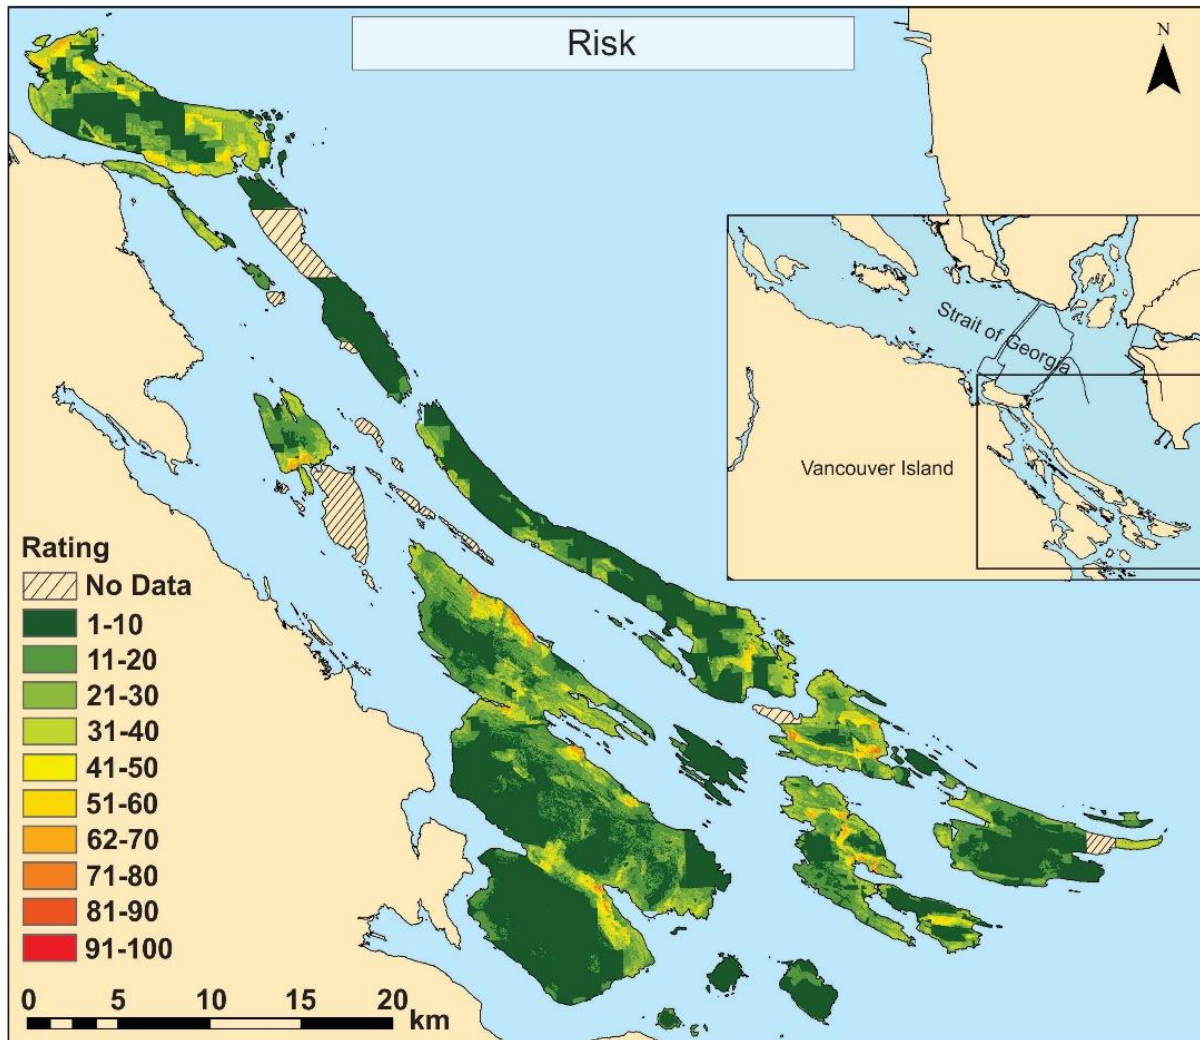 Risk
N
Strait of Georgia
Vancouver Island
Rating
No Data
1-10
11-20
21-30
31-40
41-50
51-60
62-70
71-80
81-90
91-100
0 5 10 15 20 km